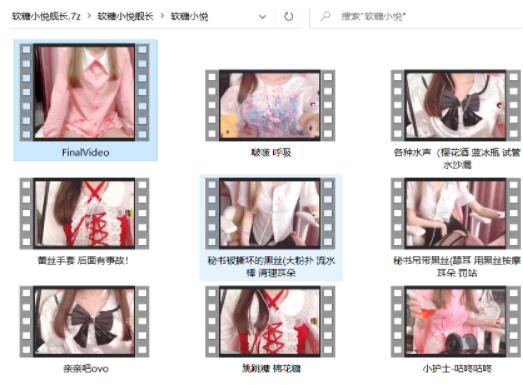 软糖小悦舰长.7z > 软糖小悦舰长 > 软糖小悦
搜索"软糖小悦"
FinalVideo
啵啵 呼吸
各种水声（樱花酒 蓝冰瓶 试管
水沙漏
蕾丝手套 后面有事故！
秘书被撕坏的黑丝(大粉扑 流水
棒 清理耳朵
秘书吊带黑丝(舔耳 用黑丝按摩
耳朵 罚站
亲亲吧ovo
跳跳糖 棉花糖
小护士-咕咚咕咚